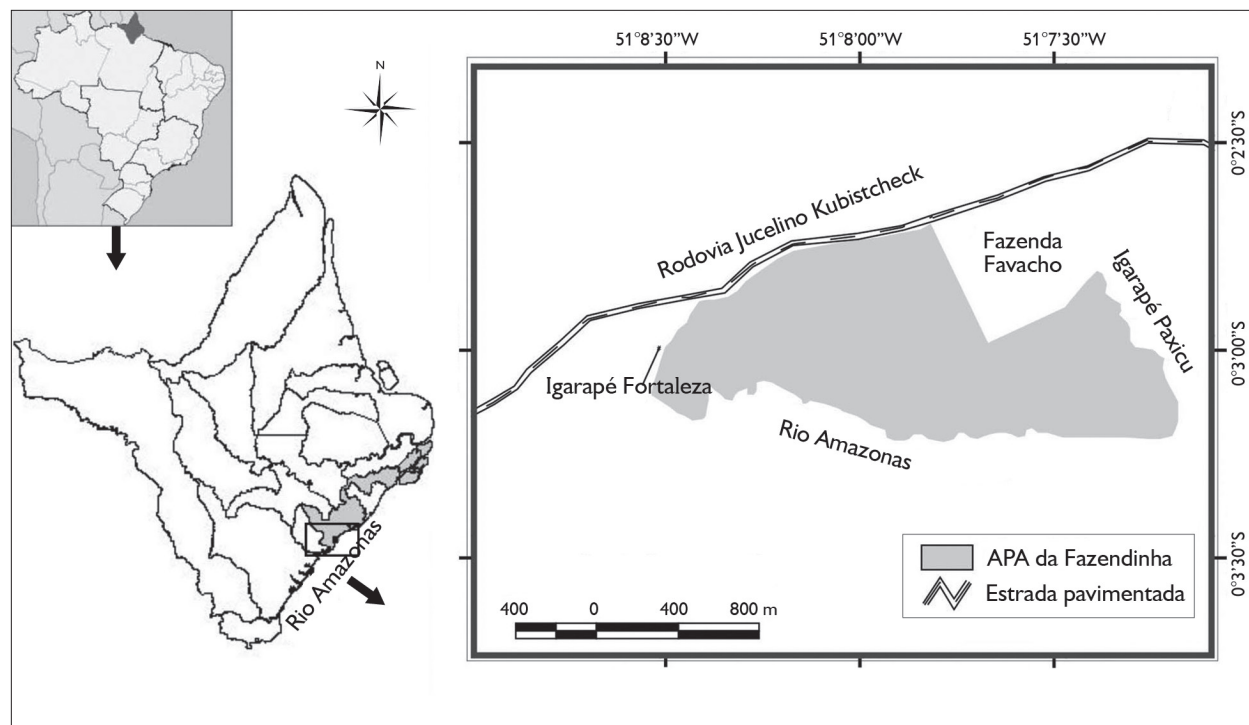 N
Rio Amazonas
51°8'30"W
51°8'00"W
51°7'30"W
0°2'30"S
0°3'00"S
0°3'30"S
Rodovia Jucelino Kubistcheck
Fazenda
Favacho
Igarapé Paxicu
Igarapé Fortaleza
Rio Amazonas
APA da Fazendinha
Estrada pavimentada
400 0 400 800 m